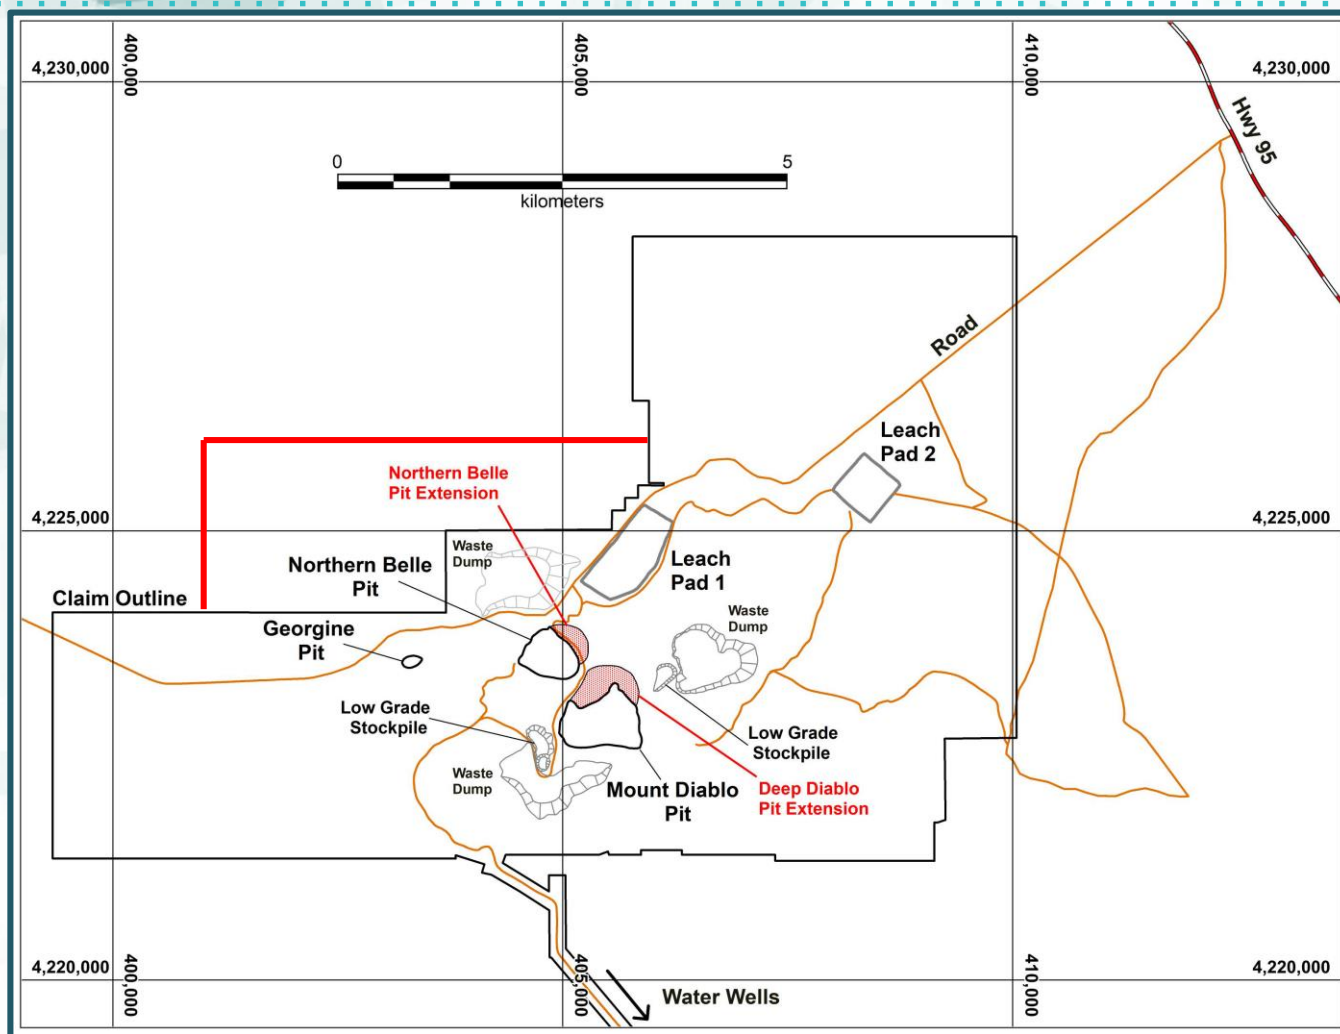 400,000
405,000
410,000
4,230,000
4,230,000
Hwy 95
0
5
kilometers
Road
Leach
Pad 2
Northern Belle
Pit Extension
4,225,000
4,225,000
Waste
Dump
Northern Belle
Pit
Leach
Pad 1
Claim Outline
Waste
Dump
Georgine
Pit
Low Grade
Stockpile
Low Grade
Stockpile
Waste
Dump
Mount Diablo
Pit
Deep Diablo
Pit Extension
4,220,000
4,220,000
400,000
405,000
410,000
Water Wells